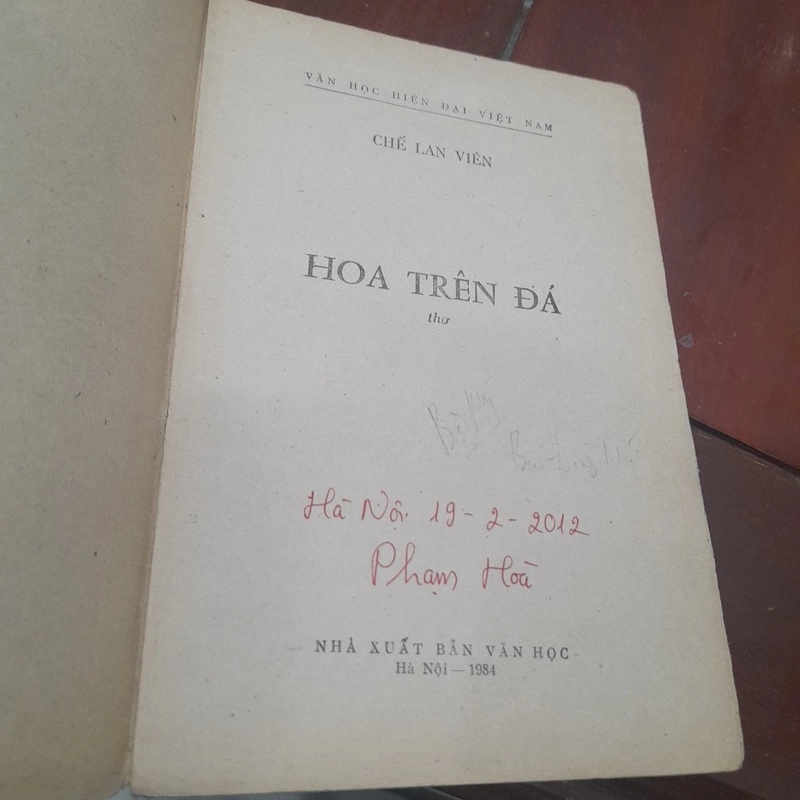 VĂN HỌC HIỆN ĐẠI VIỆT NAM
CHẾ LAN VIÊN
HOA TRÊN ĐÁ
thơ
Hà Nội 19-2-2012
Phạm Hoà
NHÀ XUẤT BẢN VĂN HỌC
Hà Nội — 1984